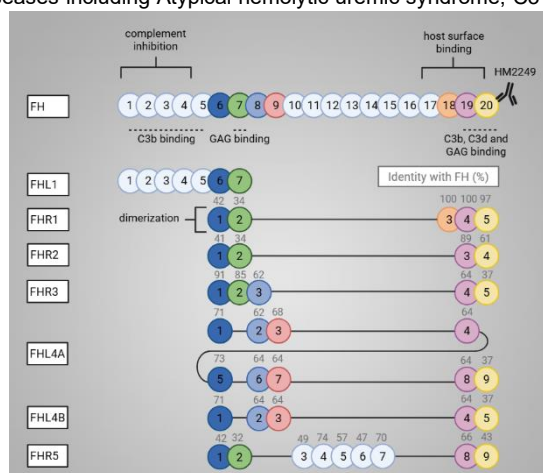 seases including Atypical hemolytic uremic syndrome, C3
complement inhibition
host surface binding
HM2249
FH
1 2 3 4 5 6 7 8 9 10 11 12 13 14 15 16 17 18 19 20
C3b binding
GAG binding
C3b, C3d and GAG binding
FHL1
1 2 3 4 5 6 7
Identity with FH (%)
42 34 100 100 97
FHR1
dimerization
1 2 3 4 5
41 34 89 61
FHR2
1 2 3 4
91 85 62 64 37
FHR3
1 2 3 4 5
71 62 68 64
1 2 3 4
FHL4A
73 64 64 64 37
5 6 7 8 9
71 64 64 64 37
FHL4B
1 2 3 4 5
42 32 49 74 57 47 70 66 43
FHR5
1 2 3 4 5 6 7 8 9